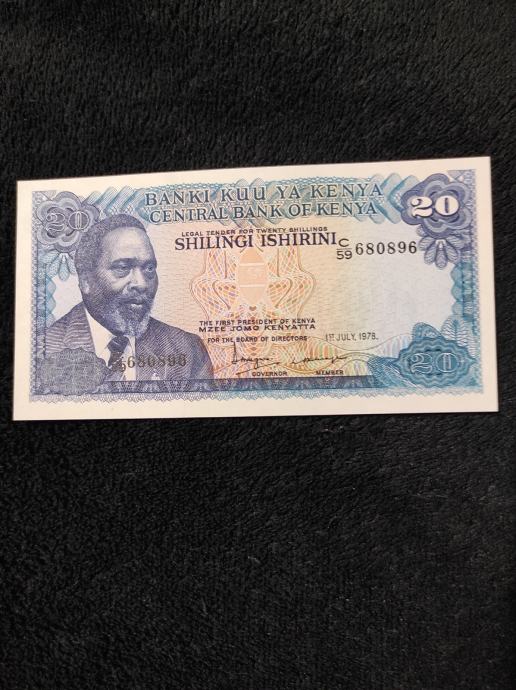 20 BANKI KUU YA KENYA 20
CENTRAL BANK OF KENYA
LEGAL TENDER FOR TWENTY SHILLINGS
SHILINGI ISHIRINI C/59 680896
THE FIRST PRESIDENT OF KENYA
MZEE JOMO KENYATTA
FOR THE BOARD OF DIRECTORS 1ST JULY, 1978.
C/59 680896 20
GOVERNOR MEMBER